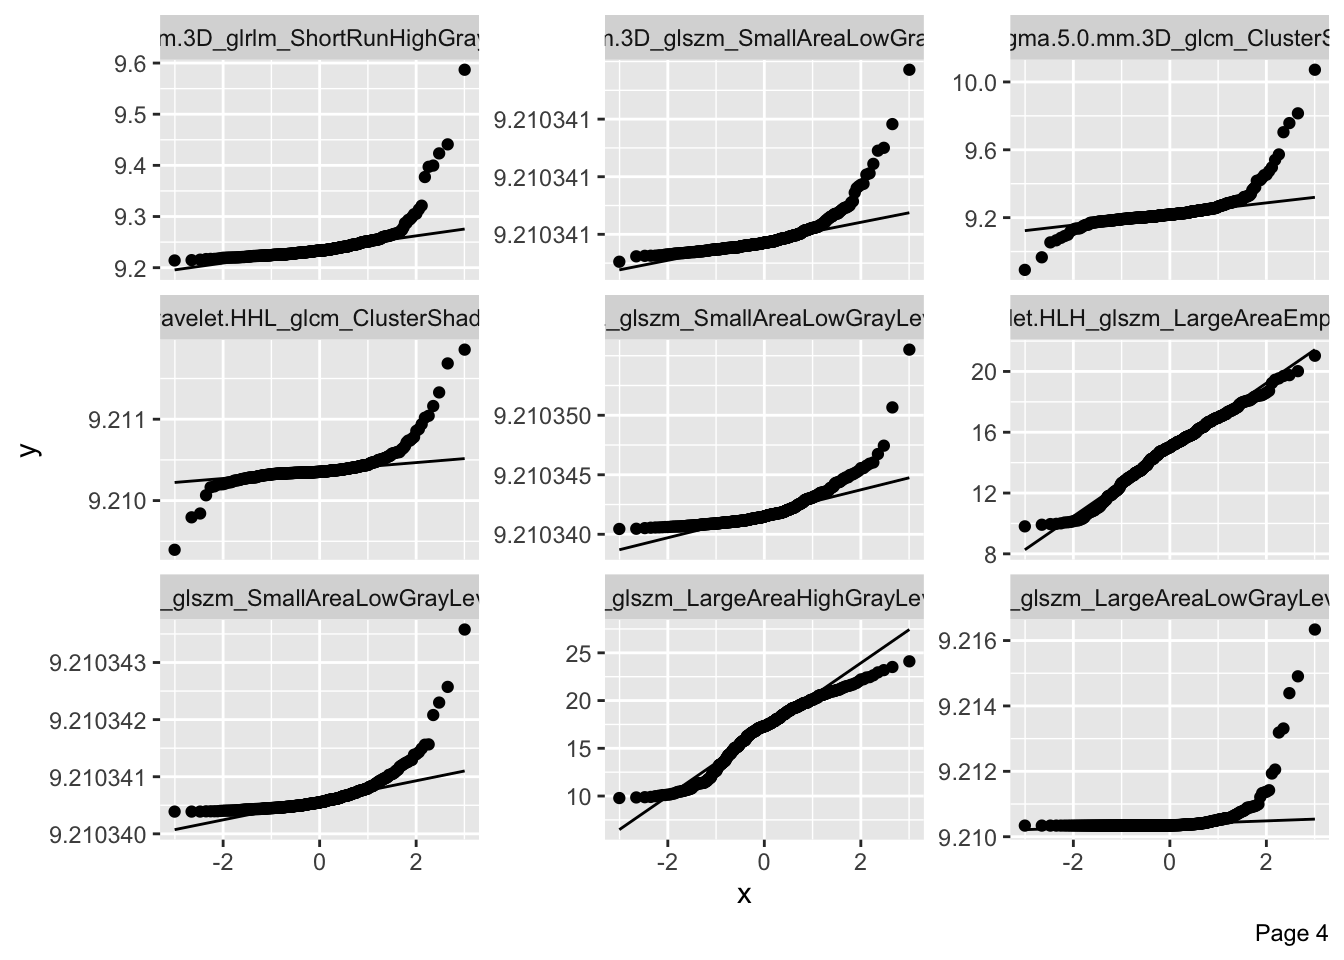 m.3D_glrlm_ShortRunHighGray
m.3D_glszm_SmallAreaLowGra
gma.5.0.mm.3D_glcm_ClusterS
9.6
9.5
9.4
9.3
9.2
9.210341
9.210341
9.210341
10.0
9.6
9.2
avelet.HHL_glcm_ClusterShad
_glszm_SmallAreaLowGrayLev
let.HLH_glszm_LargeAreaEmp
9.211
9.210
9.210350
9.210345
9.210340
20
16
12
8
_glszm_SmallAreaLowGrayLev
_glszm_LargeAreaHighGrayLev
_glszm_LargeAreaLowGrayLev
9.210343
9.210342
9.210341
9.210340
25
20
15
10
9.216
9.214
9.212
9.210
-2 0 2
-2 0 2
-2 0 2
y
x
Page 4